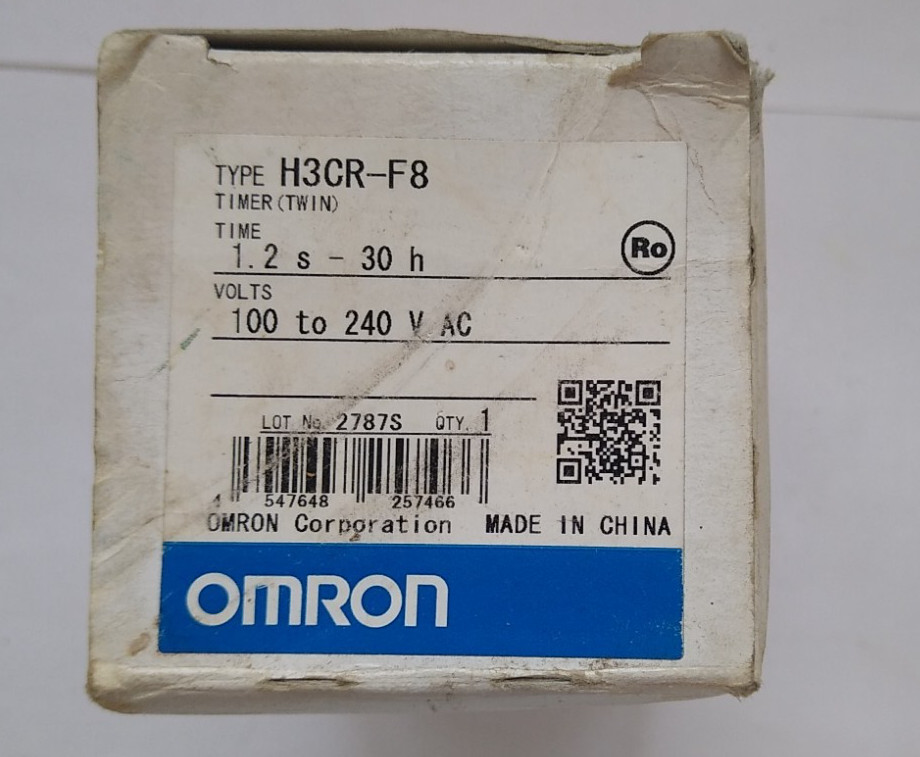 TYPE H3CR-F8
TIMER(TWIN)
TIME
1.2 s - 30 h
Ro
VOLTS
100 to 240 V AC
LOT No. 2787S QTY. 1
4 547648 257466
OMRON Corporation MADE IN CHINA
OMRON